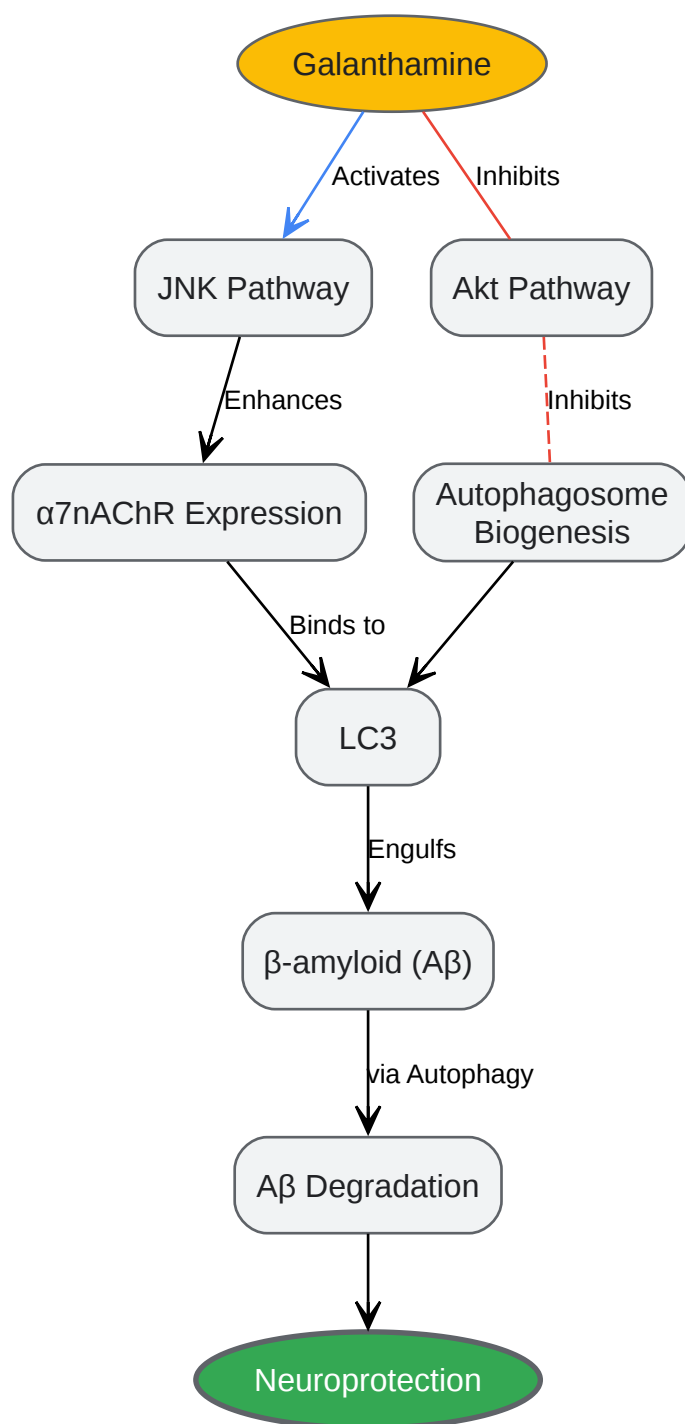 Galanthamine
Activates
Inhibits
JNK Pathway
Akt Pathway
Enhances
Inhibits
α7nAChR Expression
Autophagosome
Biogenesis
Binds to
LC3
Engulfs
β-amyloid (Aβ)
via Autophagy
Aβ Degradation
Neuroprotection